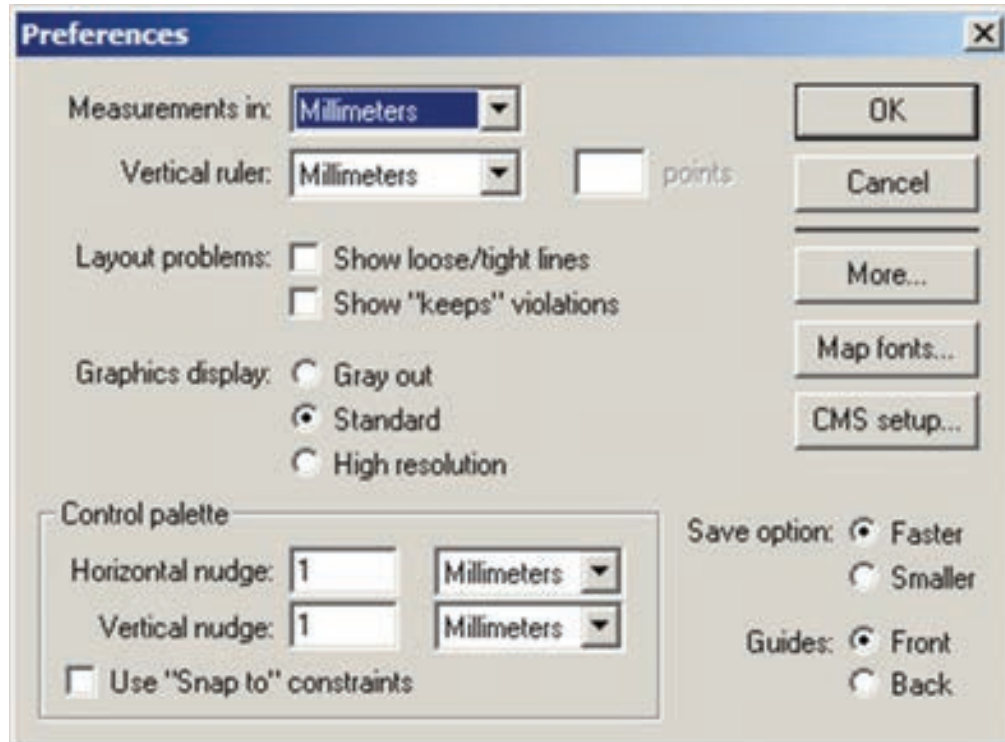 Preferences
Measurements in: Millimeters
OK
Vertical ruler: Millimeters points
Cancel
Layout problems: Show loose/tight lines
Show "keeps" violations
More...
Map fonts...
Graphics display: Gray out
Standard
CMS setup...
High resolution
Control palette
Horizontal nudge: 1 Millimeters
Vertical nudge: 1 Millimeters
Use "Snap to" constraints
Save option: Faster
Smaller
Guides: Front
Back